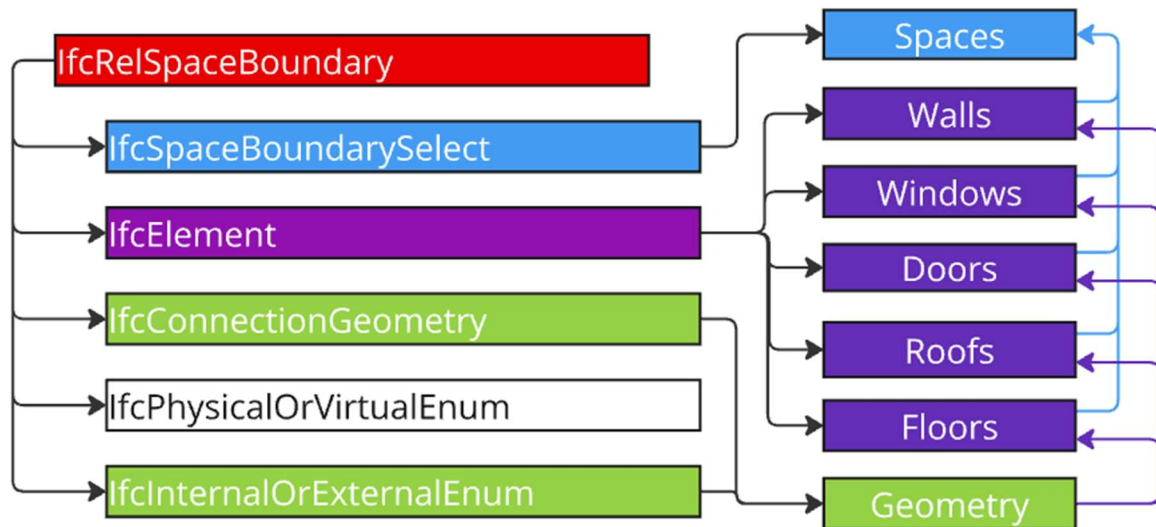 IfcRelSpaceBoundary
IfcSpaceBoundarySelect
IfcElement
IfcConnectionGeometry
IfcPhysicalOrVirtualEnum
IfcInternalOrExternalEnum
Spaces
Walls
Windows
Doors
Roofs
Floors
Geometry